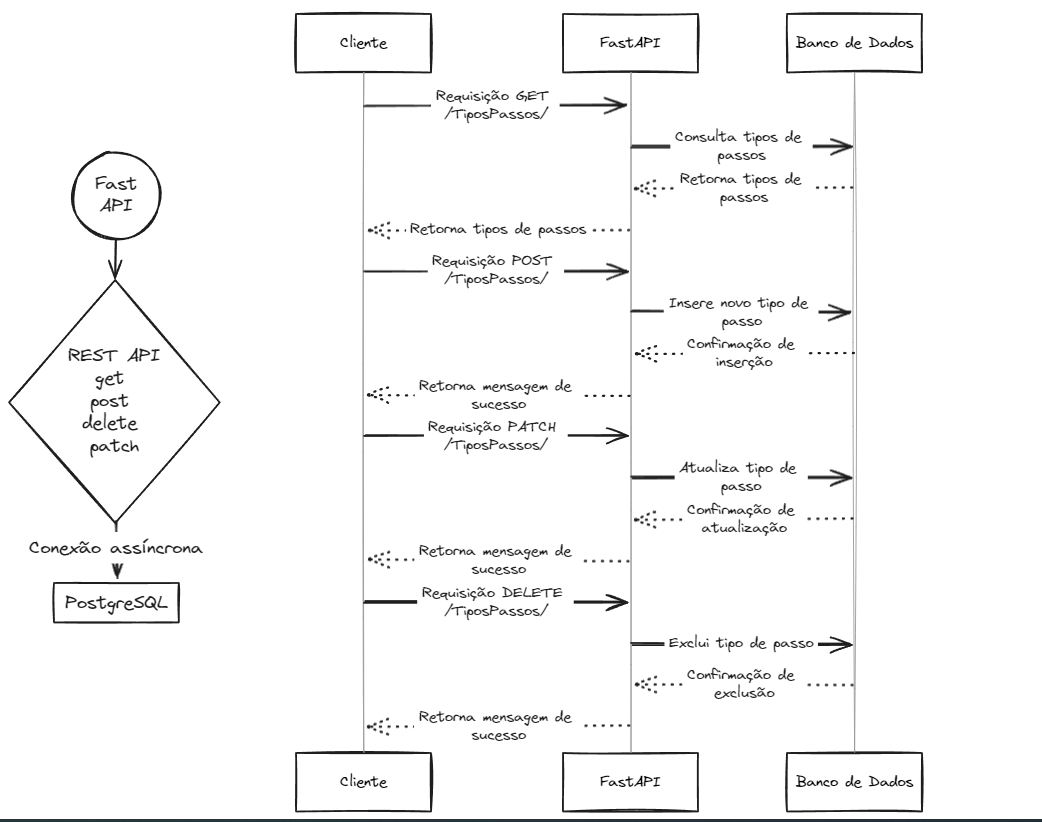 Fast
API
REST API
get
post
delete
patch
Conexão assíncrona
PostgreSQL
Cliente
FastAPI
Banco de Dados
Requisição GET
/TiposPassos/
Consulta tipos de
passos
Retorna tipos de
passos
Retorna tipos de passos
Requisição POST
/TiposPassos/
Insere novo tipo de
passo
Confirmação de
inserção
Retorna mensagem de
sucesso
Requisição PATCH
/TiposPassos/
Atualiza tipo de
passo
Confirmação de
atualização
Retorna mensagem de
sucesso
Requisição DELETE
/TiposPassos/
Exclui tipo de passo
Confirmação de
exclusão
Retorna mensagem de
sucesso
Cliente
FastAPI
Banco de Dados